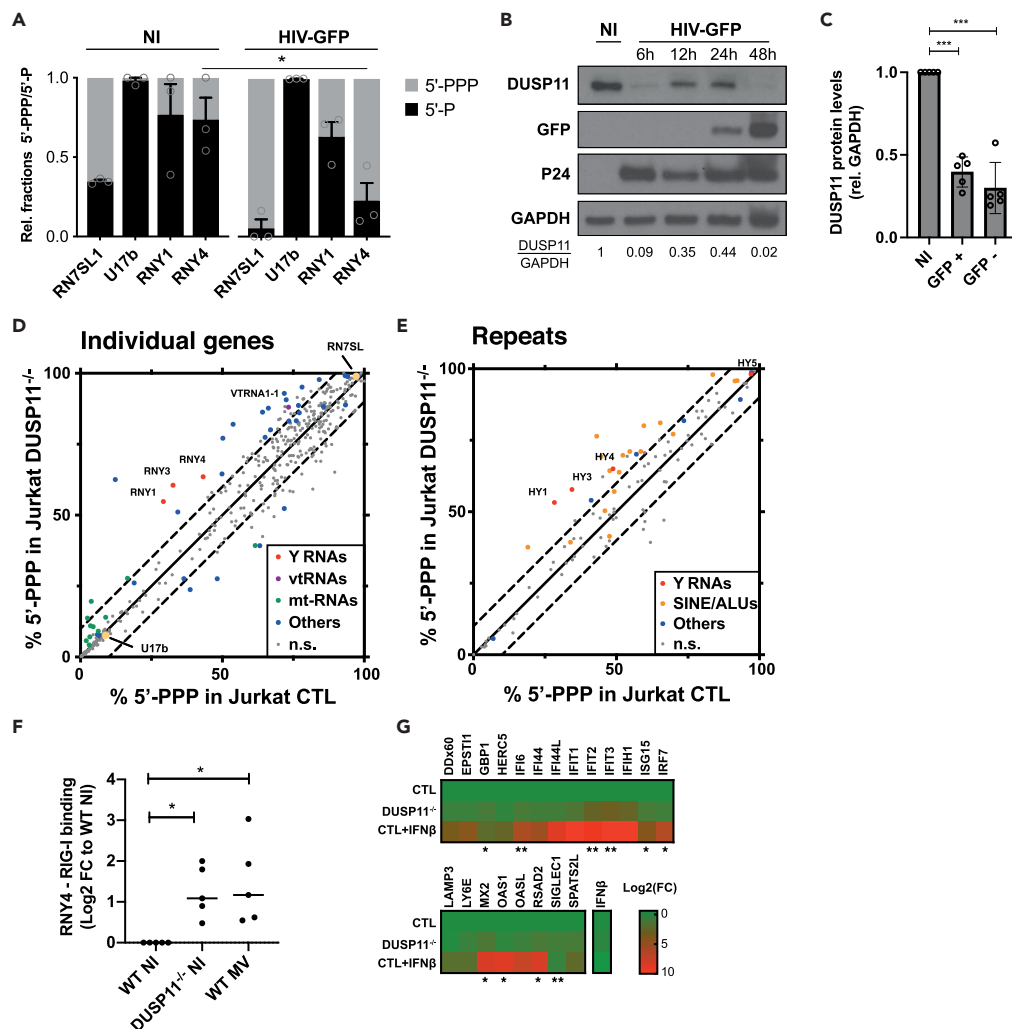 A
NI
HIV-GFP
*
Rel. fractions 5'-PPP/5'-P
1.0
0.5
0.0
5'-PPP
5'-P
RN7SL1
U17b
RNY1
RNY4
RN7SL1
U17b
RNY1
RNY4
B
NI
HIV-GFP
6h 12h 24h 48h
DUSP11
GFP
P24
GAPDH
DUSP11
GAPDH
1 0.09 0.35 0.44 0.02
C
***
***
DUSP11 protein levels
(rel. GAPDH)
1.0
0.5
0.0
NI
GFP +
GFP -
D
Individual genes
RN7SL
% 5'-PPP in Jurkat DUSP11-/-
100
50
0
VTRNA1-1
RNY4
RNY3
RNY1
U17b
Y RNAs
vtRNAs
mt-RNAs
Others
n.s.
0 50 100
% 5'-PPP in Jurkat CTL
E
Repeats
% 5'-PPP in Jurkat DUSP11-/-
100
50
0
HY5
HY4
HY3
HY1
Y RNAs
SINE/ALUs
Others
n.s.
0 50 100
% 5'-PPP in Jurkat CTL
F
RNY4 - RIG-I binding
(Log2 FC to WT NI)
4
3
2
1
0
*
*
WT NI
DUSP11-/- NI
WT MV
G
DDx60
EPSTI1
GBP1
HERC5
IFI6
IFI44
IFI44L
IFIT1
IFIT2
IFIT3
IFIH1
ISG15
IRF7
CTL
DUSP11-/-
CTL+IFNβ
* ** ** ** * *
LAMP3
LY6E
MX2
OAS1
OASL
RSAD2
SIGLEC1
SPATS2L
IFNβ
CTL
DUSP11-/-
CTL+IFNβ
* * * **
Log2(FC)
0
5
10